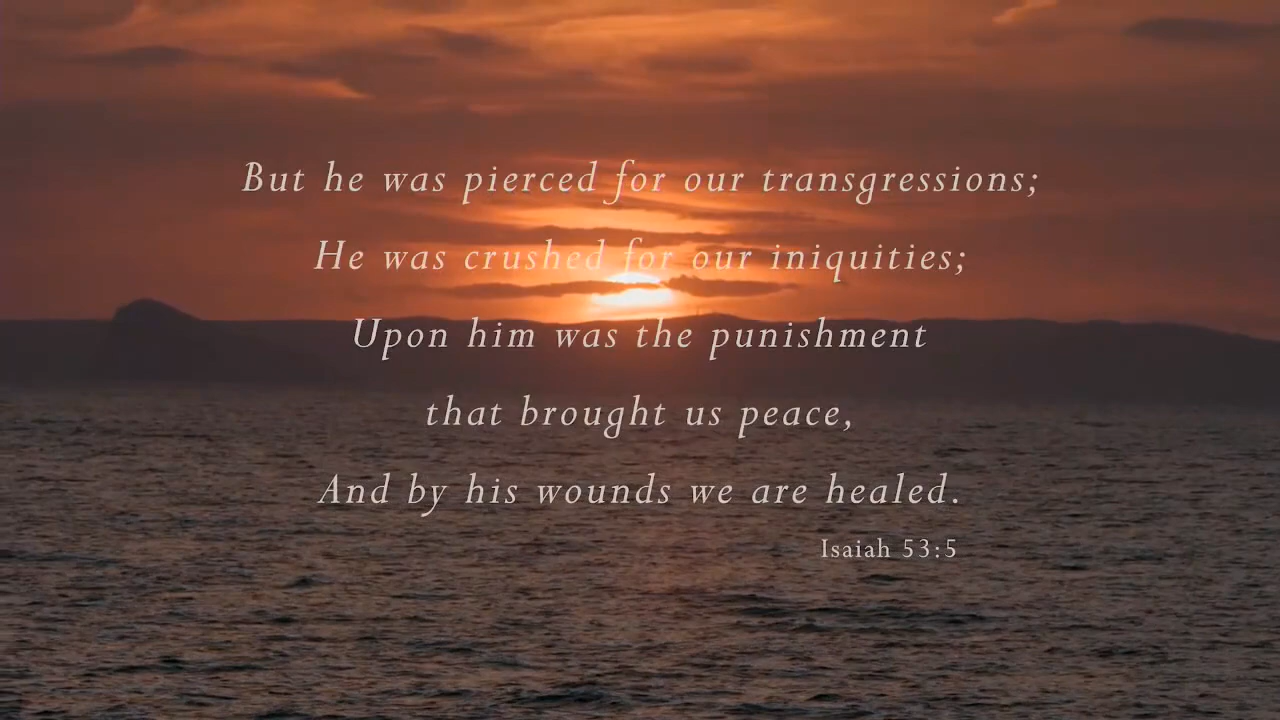 But he was pierced for our transgressions;
He was crushed for our iniquities;
Upon him was the punishment
that brought us peace,
And by his wounds we are healed.
Isaiah 53:5